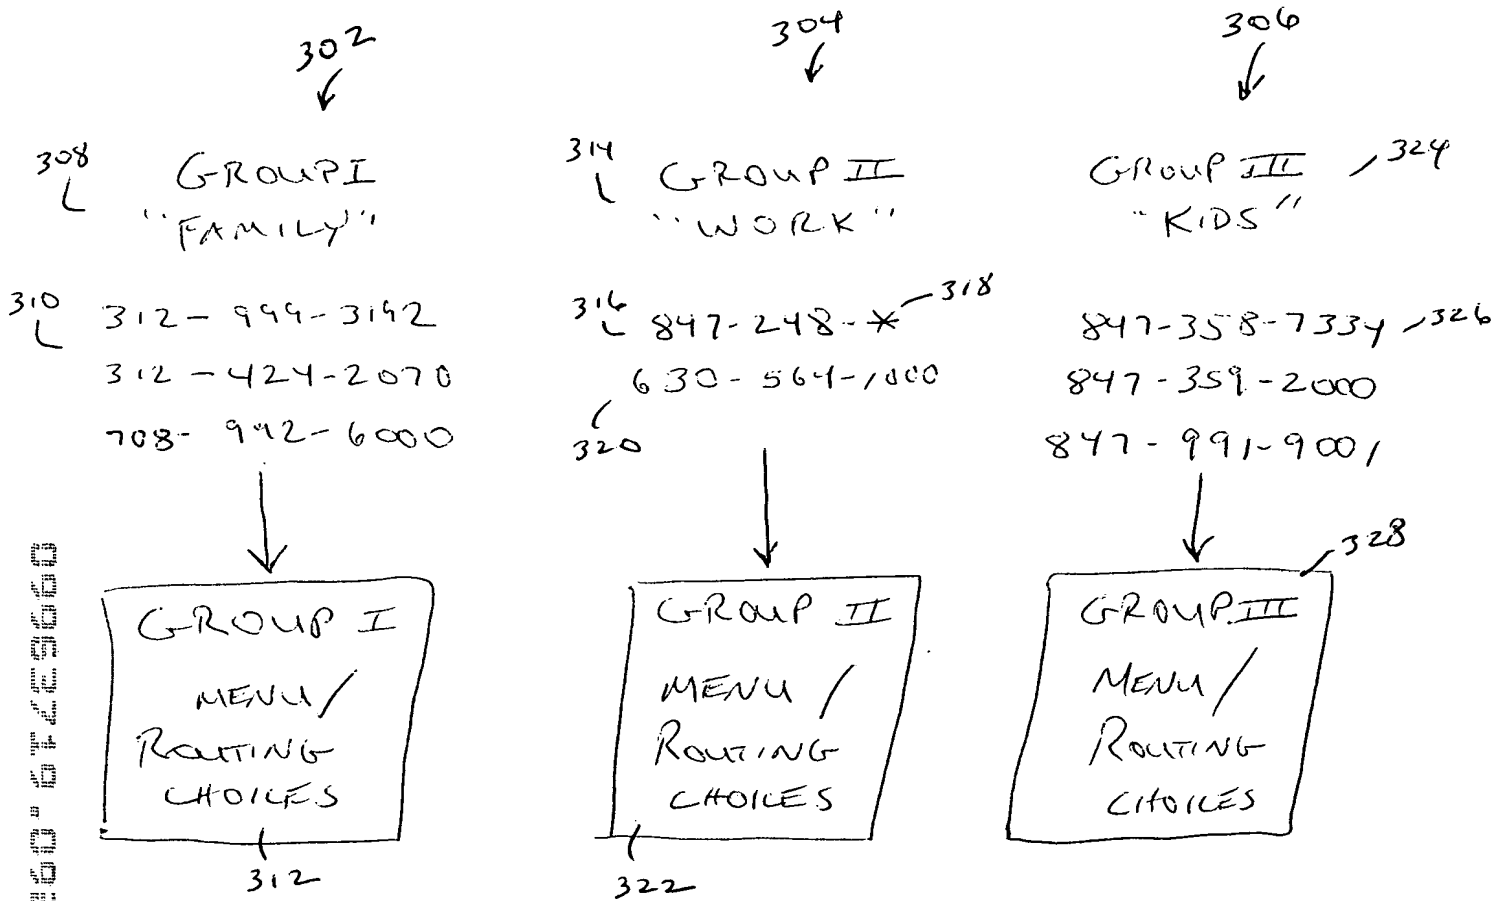 302
304
306
308
GROUP I
"FAMILY"
314
GROUP II
"WORK"
GROUP III
324
"KIDS"
310
312-999-3192
312-424-2070
708-992-6000
316
847-248-*
318
630-564-1000
320
847-358-7334
326
847-359-2000
847-991-9001
GROUP I
MENU/
ROUTING
CHOICES
312
GROUP II
MENU/
ROUTING
CHOICES
322
328
GROUP III
MENU/
ROUTING
CHOICES